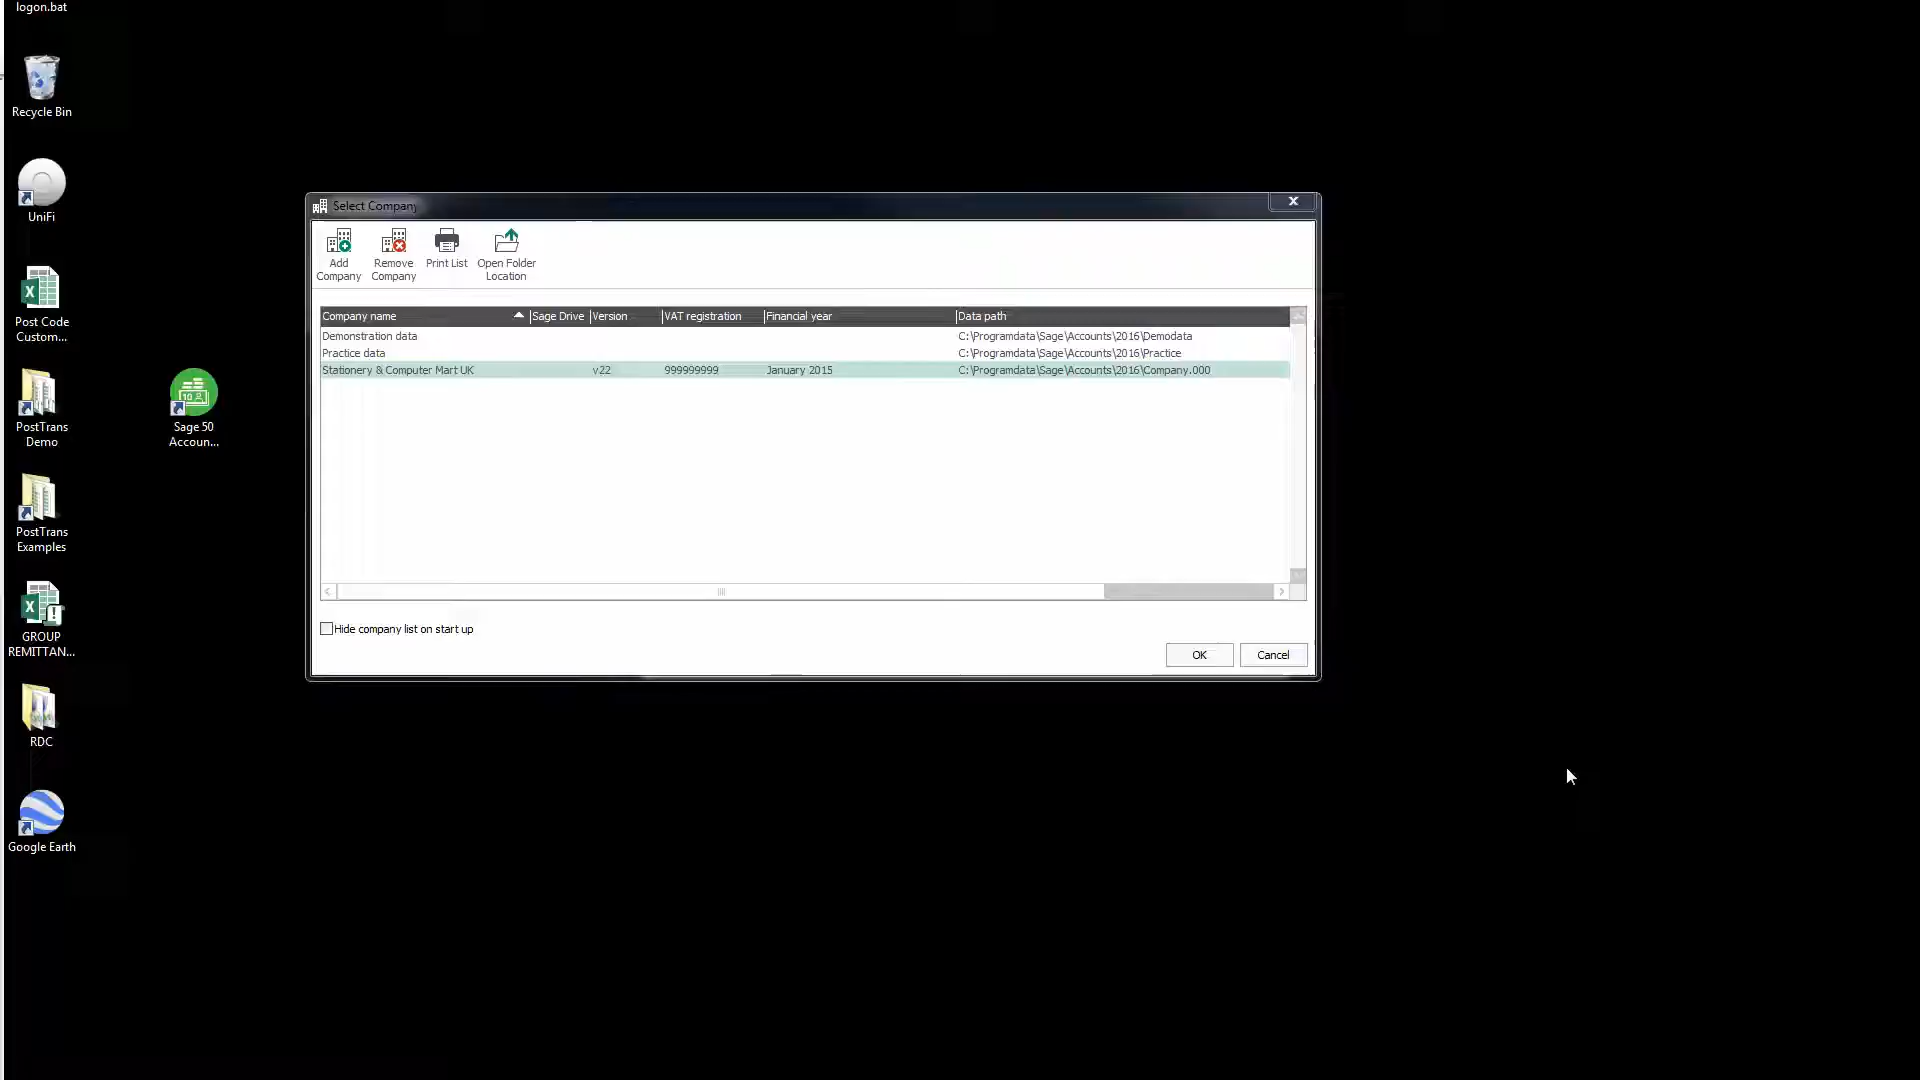 logon.bat
Recycle Bin
UniFi
Post Code
Custom...
PostTrans
Demo
PostTrans
Examples
GROUP
REMITTAN...
RDC
Google Earth
Sage 50
Accoun...
Select Company
Add
Company
Remove
Company
Print List
Open Folder
Location
Company name Sage Drive Version VAT registration Financial year Data path
Demonstration data C:\Programdata\Sage\Accounts\2016\Demodata
Practice data C:\Programdata\Sage\Accounts\2016\Practice
Stationery & Computer Mart UK v22 999999999 January 2015 C:\Programdata\Sage\Accounts\2016\Company.000
Hide company list on start up
OK Cancel